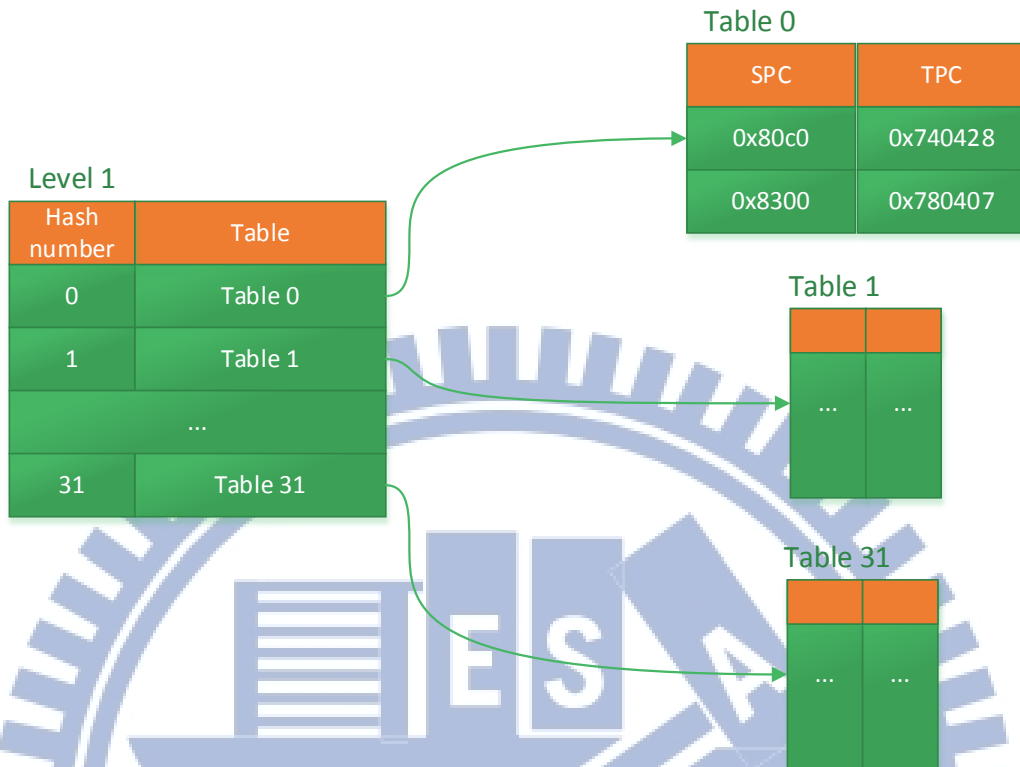 Table 0
SPC TPC
0x80c0 0x740428
0x8300 0x780407
Level 1
Hash
number
Table
0 Table 0
1 Table 1
...
31 Table 31
Table 1
... ...
Table 31
... ...
E S A